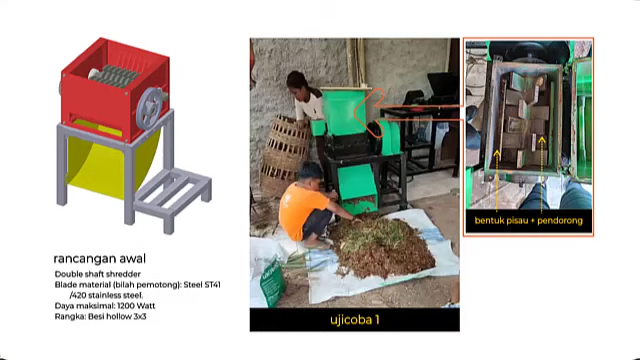 rancangan awal
Double shaft shredder
Blade material (bilah pemotong): Steel ST41
/420 stainless steel.
Daya maksimal: 1200 Watt
Rangka: Besi hollow 3x3
ujicoba 1
bentuk pisau + pendorong